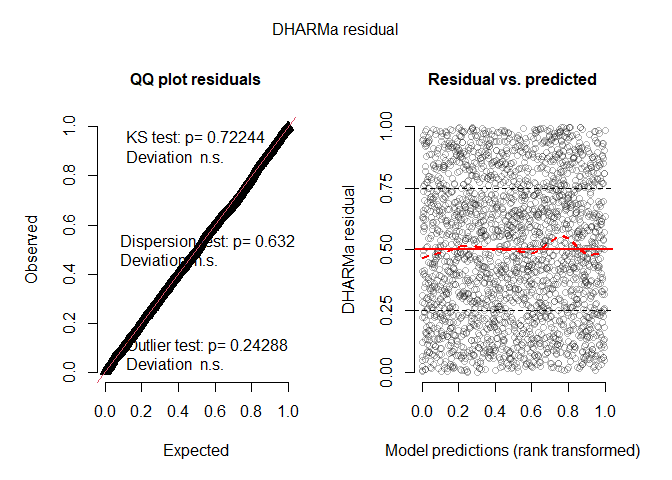 DHARMa residual
QQ plot residuals
KS test: p= 0.72244
Deviation n.s.
Dispersion test: p= 0.632
Deviation n.s.
Outlier test: p= 0.24288
Deviation n.s.
Observed
0.0 0.2 0.4 0.6 0.8 1.0
0.0 0.2 0.4 0.6 0.8 1.0
Expected
Residual vs. predicted
DHARMa residual
0.00 0.25 0.50 0.75 1.00
0.0 0.2 0.4 0.6 0.8 1.0
Model predictions (rank transformed)